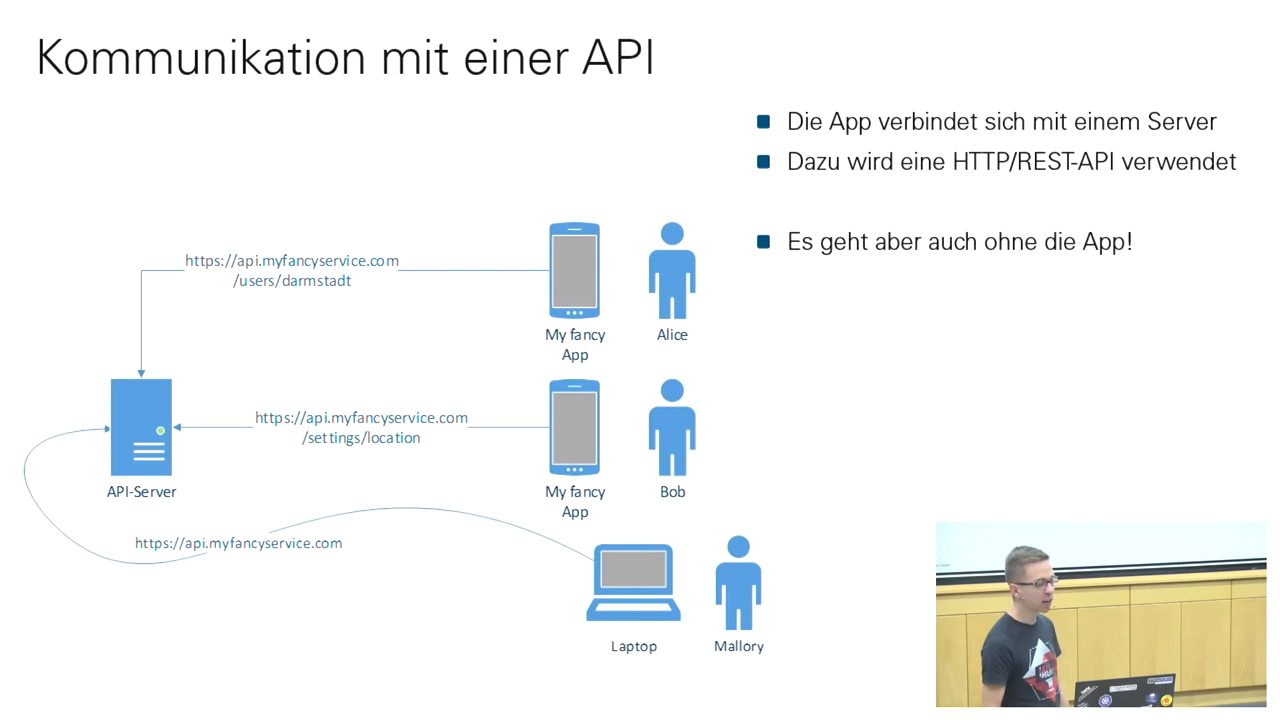 Kommunikation mit einer API
Die App verbindet sich mit einem Server
Dazu wird eine HTTP/REST-API verwendet
Es geht aber auch ohne die App!
https://api.myfancyservice.com
/users/darmstadt
My fancy
App
Alice
https://api.myfancyservice.com
/settings/location
API-Server
My fancy
App
Bob
https://api.myfancyservice.com
Laptop
Mallory